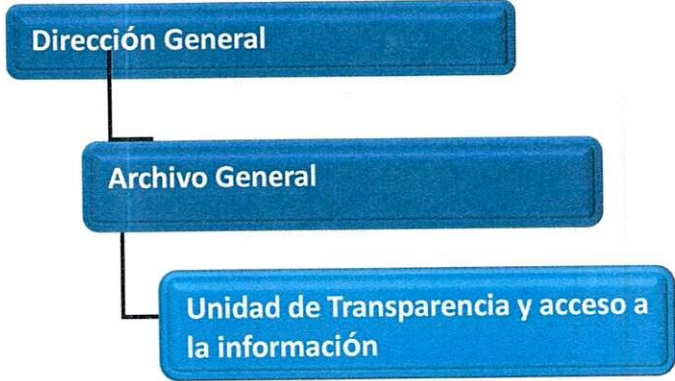 Dirección General
Archivo General
Unidad de Transparencia y acceso a
la información